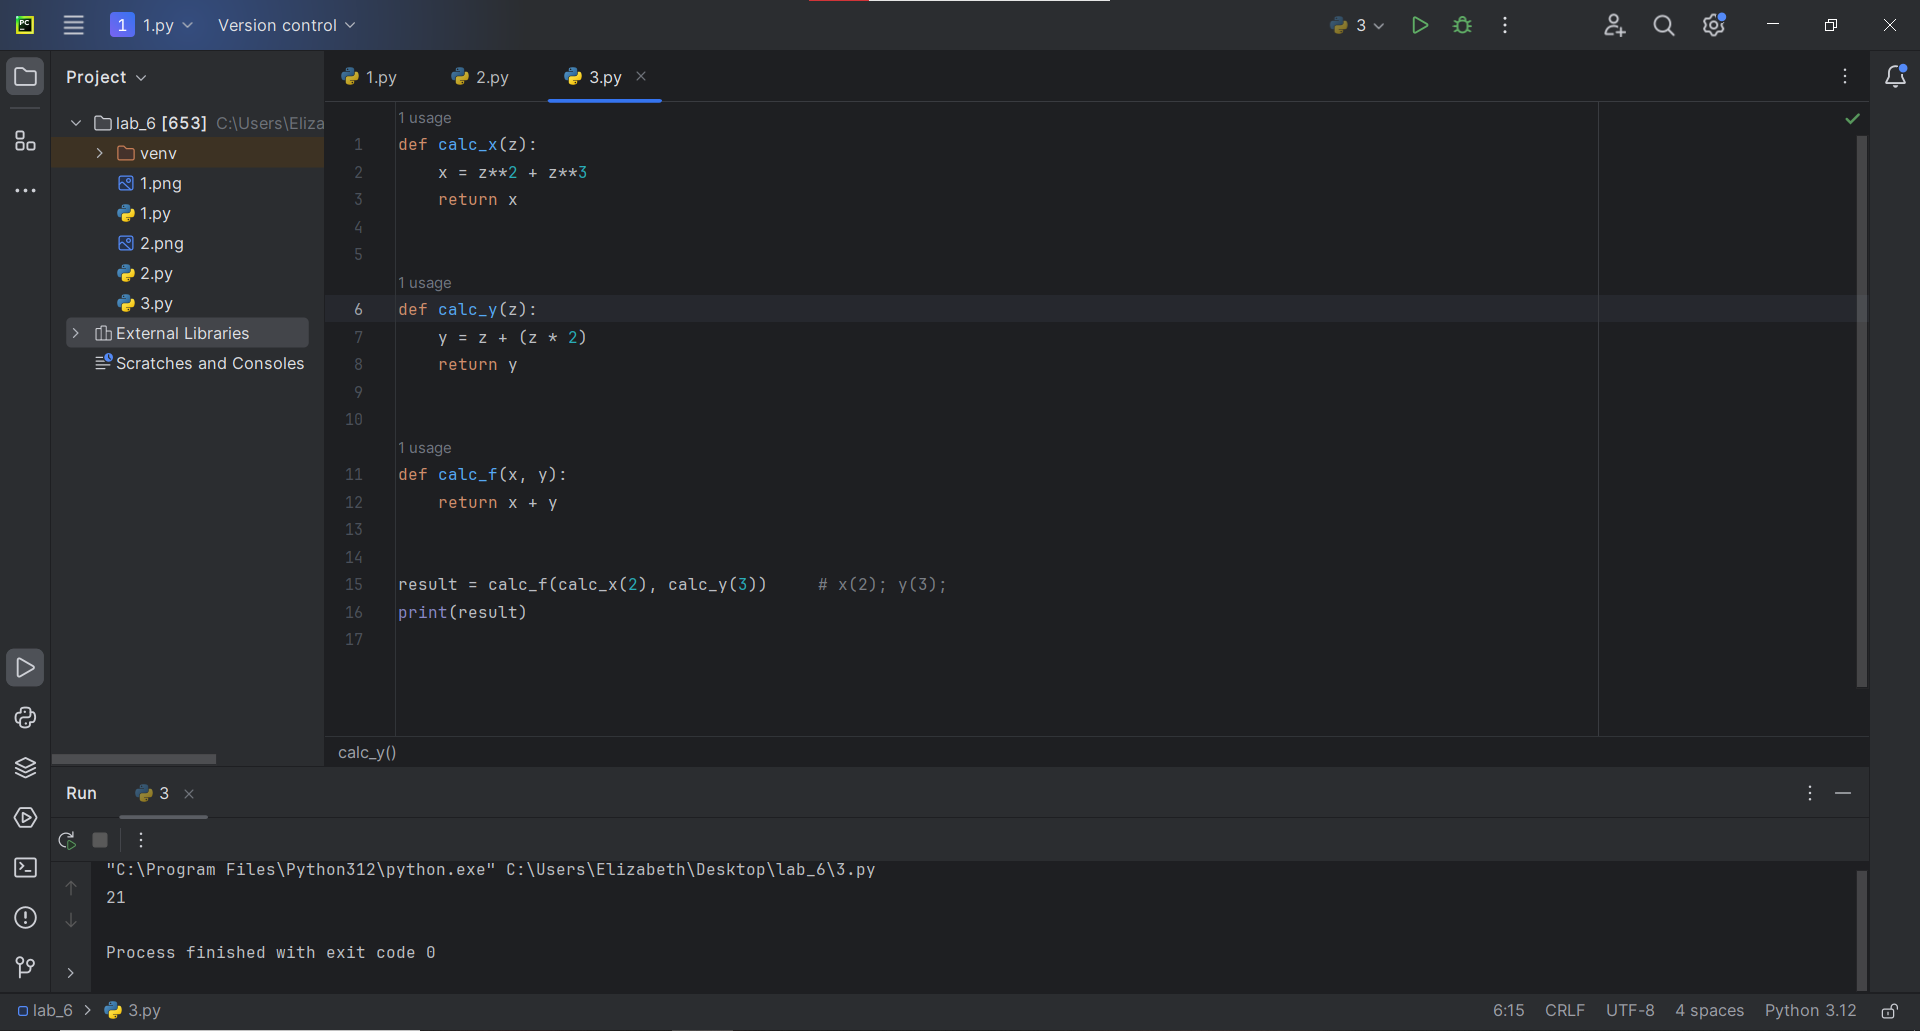 PC
1 1.py Version control 3
Project
1.py 2.py 3.py
lab_6 [653] C:\Users\Eliza
venv
1.png
1.py
2.png
2.py
3.py
External Libraries
Scratches and Consoles
1 usage
1 def calc_x(z):
2 x = z**2 + z**3
3 return x
4
5
1 usage
6 def calc_y(z):
7 y = z + (z * 2)
8 return y
9
10
1 usage
11 def calc_f(x, y):
12 return x + y
13
14
15 result = calc_f(calc_x(2), calc_y(3)) # x(2); y(3);
16 print(result)
17
calc_y()
Run 3
"C:\Program Files\Python312\python.exe" C:\Users\Elizabeth\Desktop\lab_6\3.py
21
Process finished with exit code 0
lab_6 3.py 6:15 CRLF UTF-8 4 spaces Python 3.12